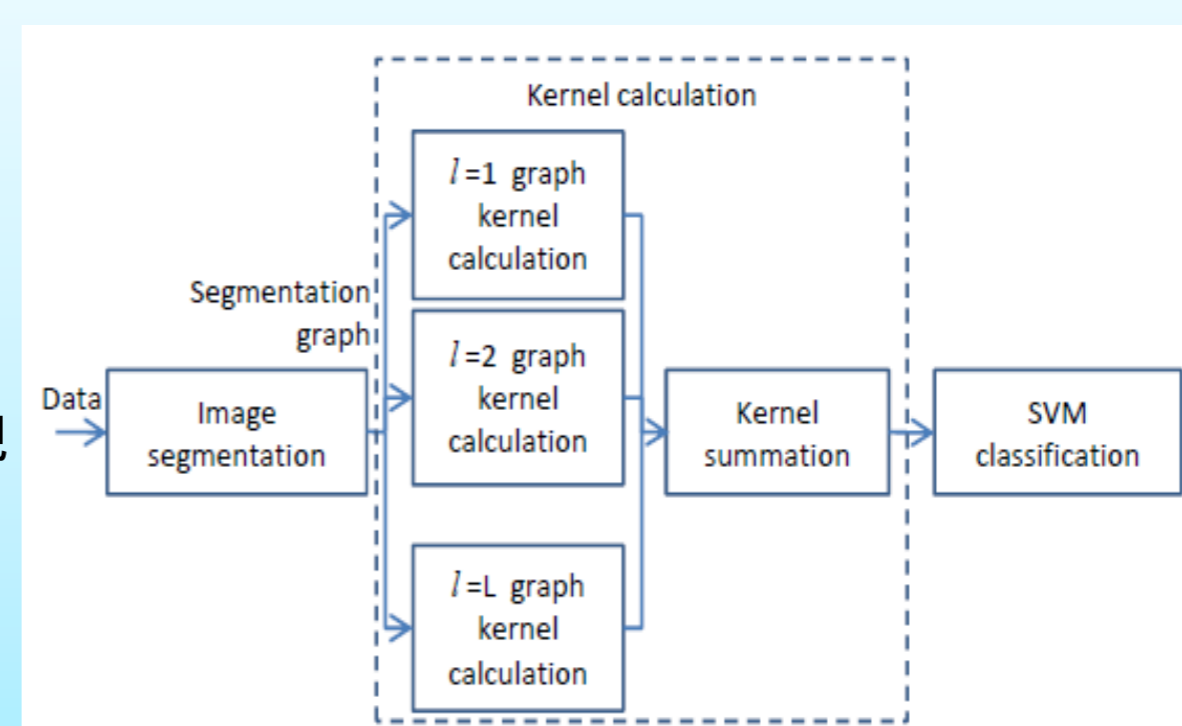 Kernel calculation
l=1 graph
kernel
calculation
Segmentation
graph
l=2 graph
kernel
calculation
Data
Image
segmentation
Kernel
summation
SVM
classification
l=L graph
kernel
calculation